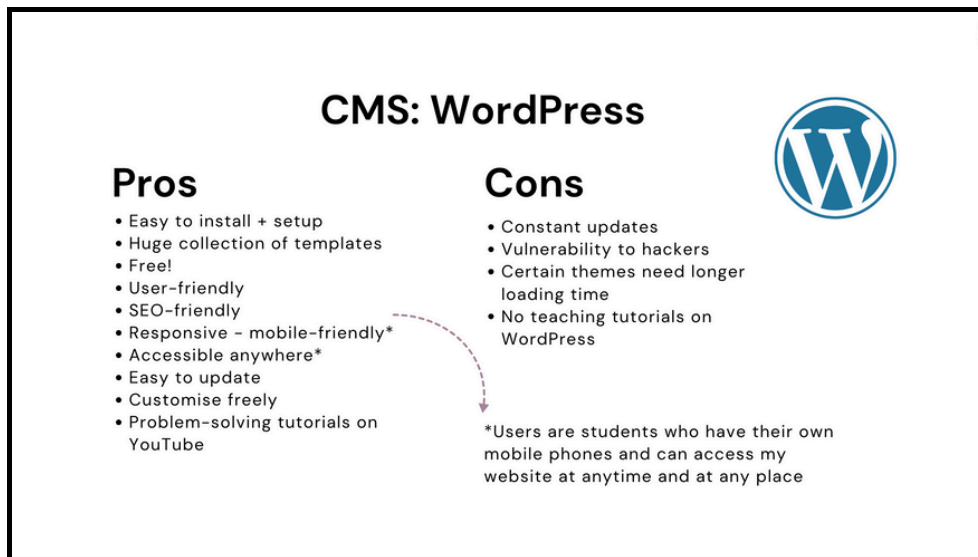 CMS: WordPress
Pros
• Easy to install + setup
• Huge collection of templates
• Free!
• User-friendly
• SEO-friendly
• Responsive - mobile-friendly*
• Accessible anywhere*
• Easy to update
• Customise freely
• Problem-solving tutorials on
YouTube
Cons
• Constant updates
• Vulnerability to hackers
• Certain themes need longer
loading time
• No teaching tutorials on
WordPress
*Users are students who have their own
mobile phones and can access my
website at anytime and at any place
W